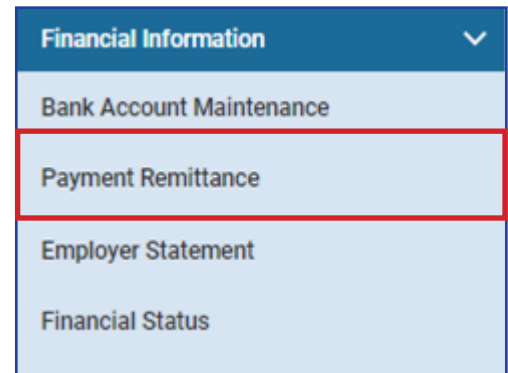 Financial Information
Bank Account Maintenance
Payment Remittance
Employer Statement
Financial Status